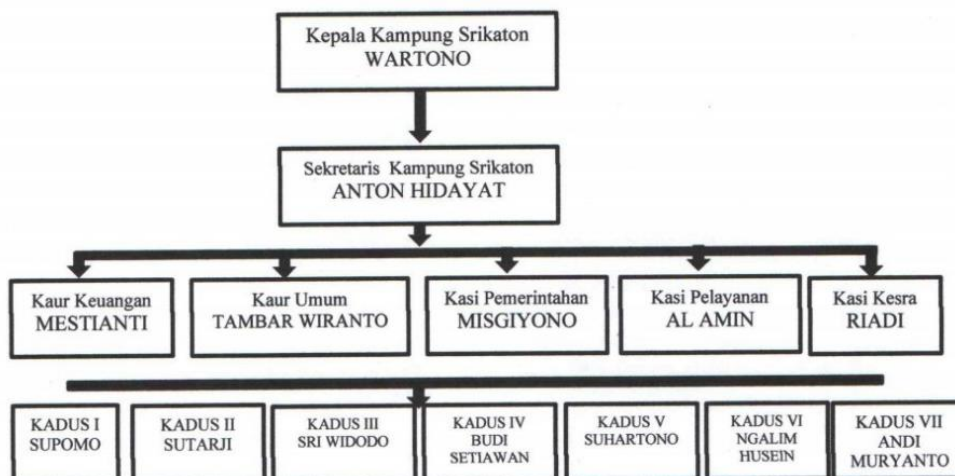 Kepala Kampung Srikaton
WARTONO
Sekretaris Kampung Srikaton
ANTON HIDAYAT
Kaur Keuangan
MESTIANTI
Kaur Umum
TAMBAR WIRANTO
Kasi Pemerintahan
MISGIYONO
Kasi Pelayanan
AL AMIN
Kasi Kesra
RIADI
KADUS I
SUPOMO
KADUS II
SUTARJI
KADUS III
SRI WIDODO
KADUS IV
BUDI
SETIAWAN
KADUS V
SUHARTONO
KADUS VI
NGALIM
HUSEIN
KADUS VII
ANDI
MURYANTO